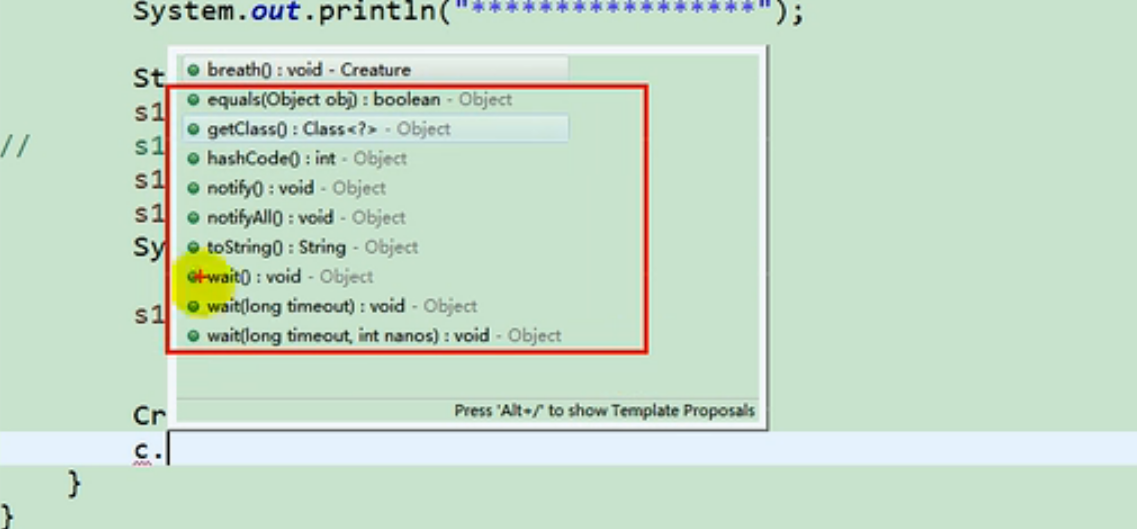 System.out.println("*****************");
St
breath() : void - Creature
s1
equals(Object obj) : boolean - Object
getClass() : Class<?> - Object
// s1
hashCode() : int - Object
s1
notify() : void - Object
s1
notifyAll() : void - Object
Sy
toString() : String - Object
wait() : void - Object
s1
wait(long timeout) : void - Object
wait(long timeout, int nanos) : void - Object
Cr
Press 'Alt+/' to show Template Proposals
c.
}
}